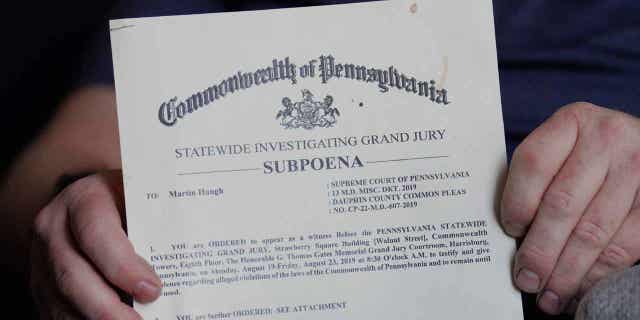 Commonwealth of Pennsylvania
STATEWIDE INVESTIGATING GRAND JURY
SUBPOENA
TO: Martin Haugh : SUPREME COURT OF PENNSYLVANIA
: 13 M.D. MISC. DKT. 2019
: DAUPHIN COUNTY COMMON PLEAS
: NO. CP-22-M.D.-607-2019
1. YOU are ORDERED to appear as a witness Before the PENNSYLVANIA STATEWIDE
INVESTIGATING GRAND JURY, Strawberry Square Building [Walnut Street], Commonwealth
Towers, Eighth Floor, The Honorable G. Thomas Gates Memorial Grand Jury Courtroom, Harrisburg,
Pennsylvania, on Monday, August 19-Friday, August 23, 2019 at 8:30 O'clock A.M. to testify and give
dence regarding alleged violations of the laws of the Commonwealth of Pennsylvania and to remain until
used.
YOU are further ORDERED: -SEE ATTACHMENT